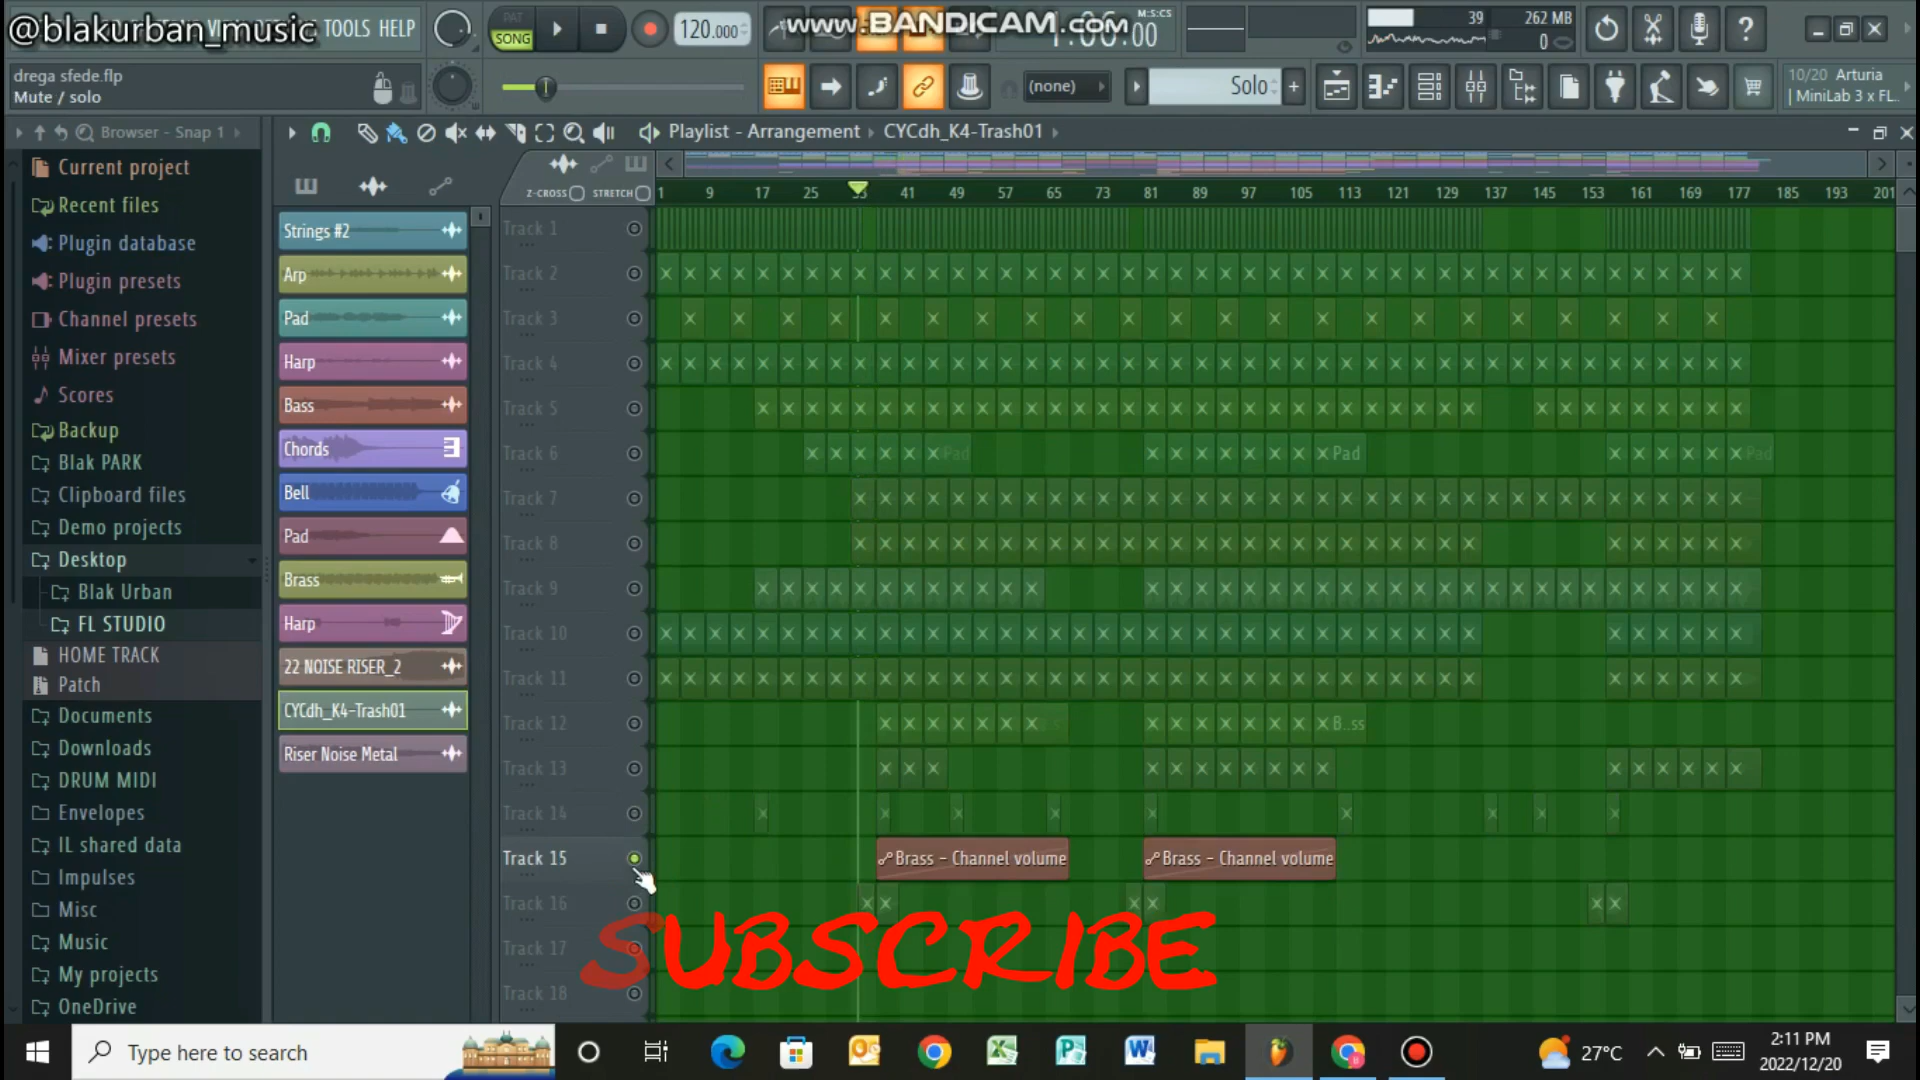 @blakurban_music
TOOLS HELP
PAT
SONG
120.000
www.BANDICAM.com
1:06:00
M:S:CS
39
262 MB
0
drega sfede.flp
Mute / solo
(none)
Solo
10/20 Arturia
| MiniLab 3 x FL..
Browser - Snap 1
Playlist - Arrangement
CYCdh_K4-Trash01
Z-CROSS
STRETCH
1 9 17 25 33 41 49 57 65 73 81 89 97 105 113 121 129 137 145 153 161 169 177 185 193 201
Current project
Recent files
Plugin database
Plugin presets
Channel presets
Mixer presets
Scores
Backup
Blak PARK
Clipboard files
Demo projects
Desktop
Blak Urban
FL STUDIO
HOME TRACK
Patch
Documents
Downloads
DRUM MIDI
Envelopes
IL shared data
Impulses
Misc
Music
My projects
OneDrive
Strings #2
Arp
Pad
Harp
Bass
Chords
Bell
Pad
Brass
Harp
22 NOISE RISER_2
CYCdh_K4-Trash01
Riser Noise Metal
Track 1
Track 2
Track 3
Track 4
Track 5
Track 6
Pad
Pad
Pad
Track 7
Track 8
Track 9
Track 10
Track 11
Track 12
B..ss
Track 13
Track 14
Track 15
Brass - Channel volume
Brass - Channel volume
Track 16
Track 17
Track 18
SUBSCRIBE
Type here to search
27°C
2:11 PM
2022/12/20